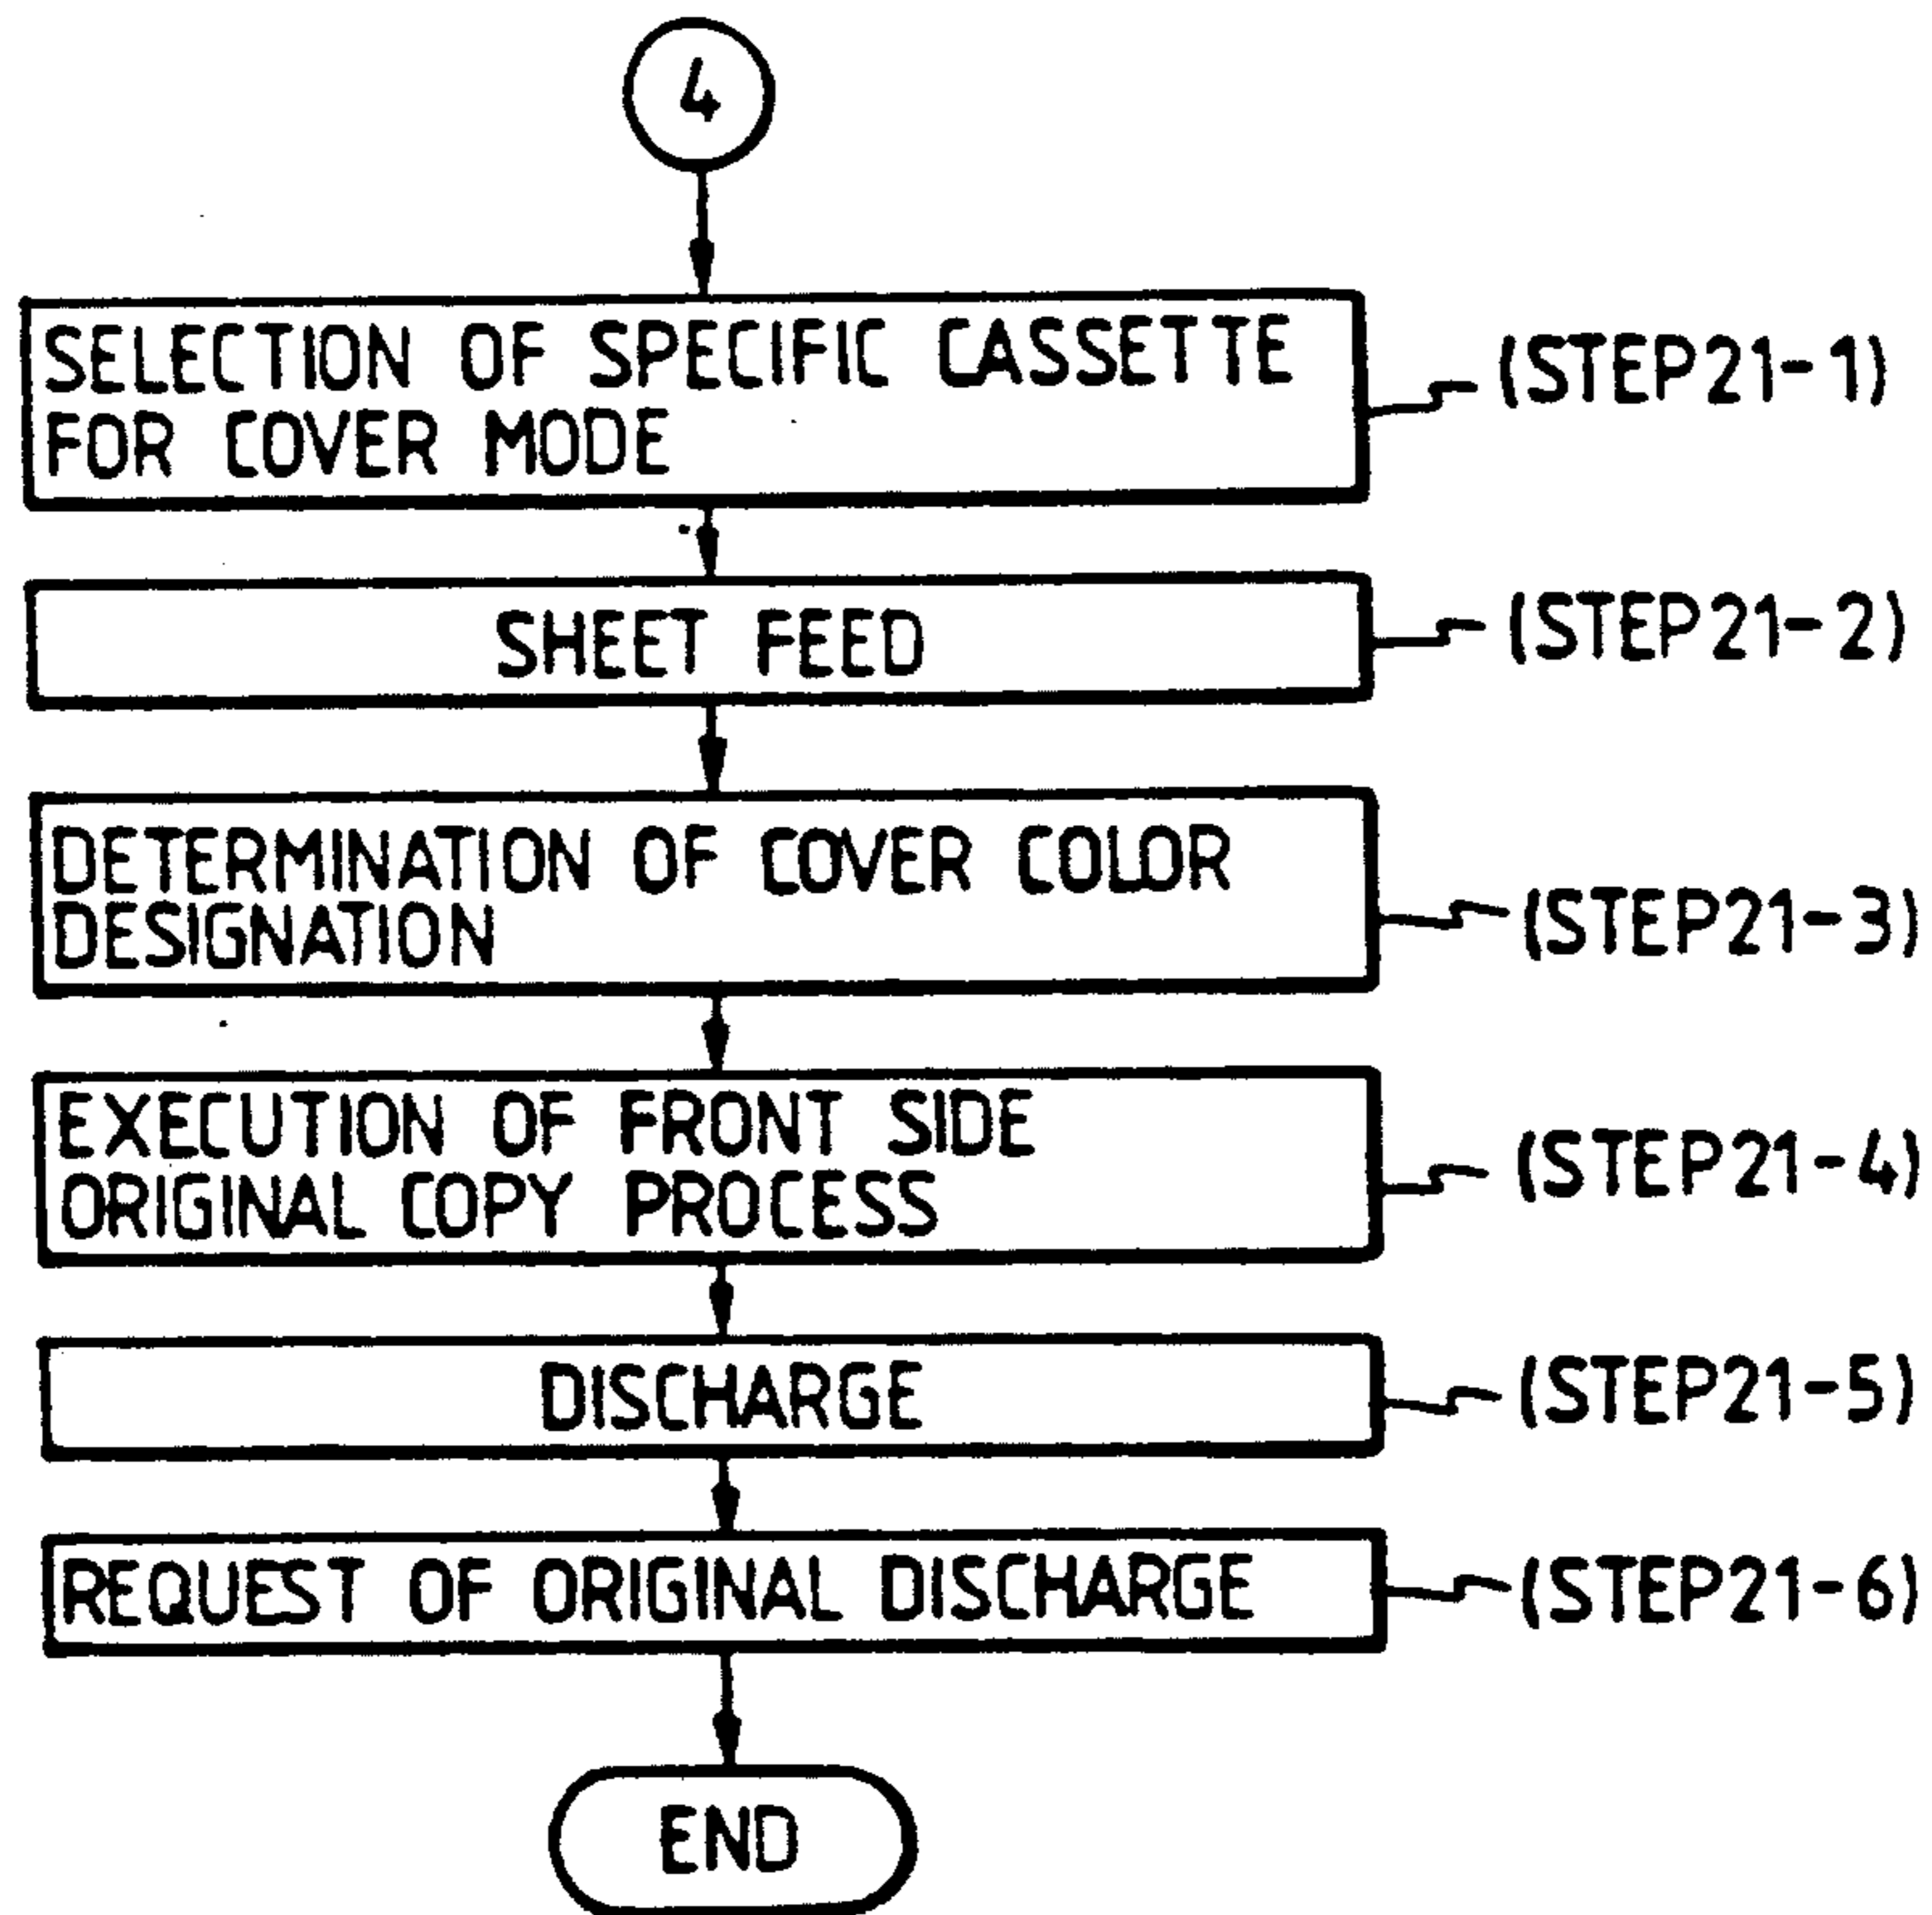 4
SELECTION OF SPECIFIC CASSETTE
FOR COVER MODE
(STEP21-1)
SHEET FEED
(STEP21-2)
DETERMINATION OF COVER COLOR
DESIGNATION
(STEP21-3)
EXECUTION OF FRONT SIDE
ORIGINAL COPY PROCESS
(STEP21-4)
DISCHARGE
(STEP21-5)
REQUEST OF ORIGINAL DISCHARGE
(STEP21-6)
END